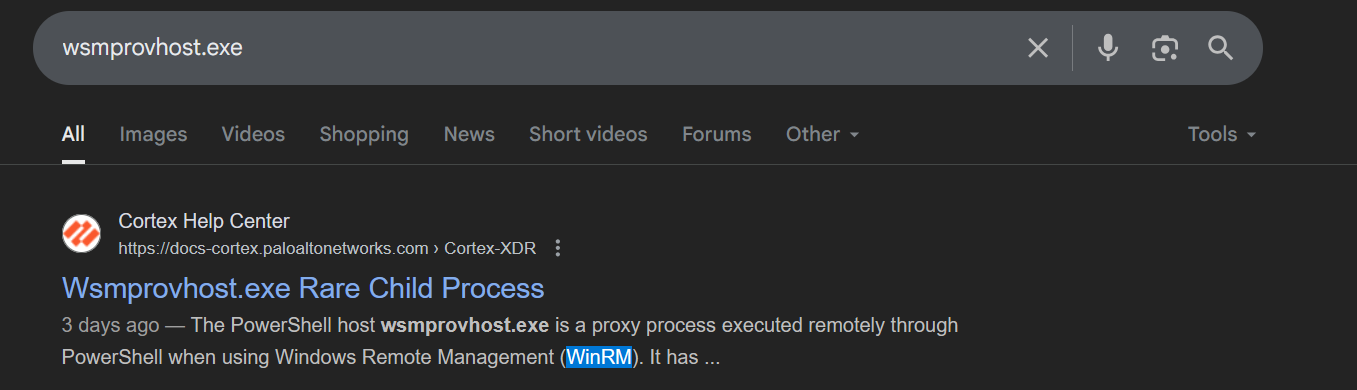 wsmprovhost.exe
All Images Videos Shopping News Short videos Forums Other Tools
Cortex Help Center
https://docs-cortex.paloaltonetworks.com › Cortex-XDR
Wsmprovhost.exe Rare Child Process
3 days ago — The PowerShell host wsmprovhost.exe is a proxy process executed remotely through
PowerShell when using Windows Remote Management (WinRM). It has ...